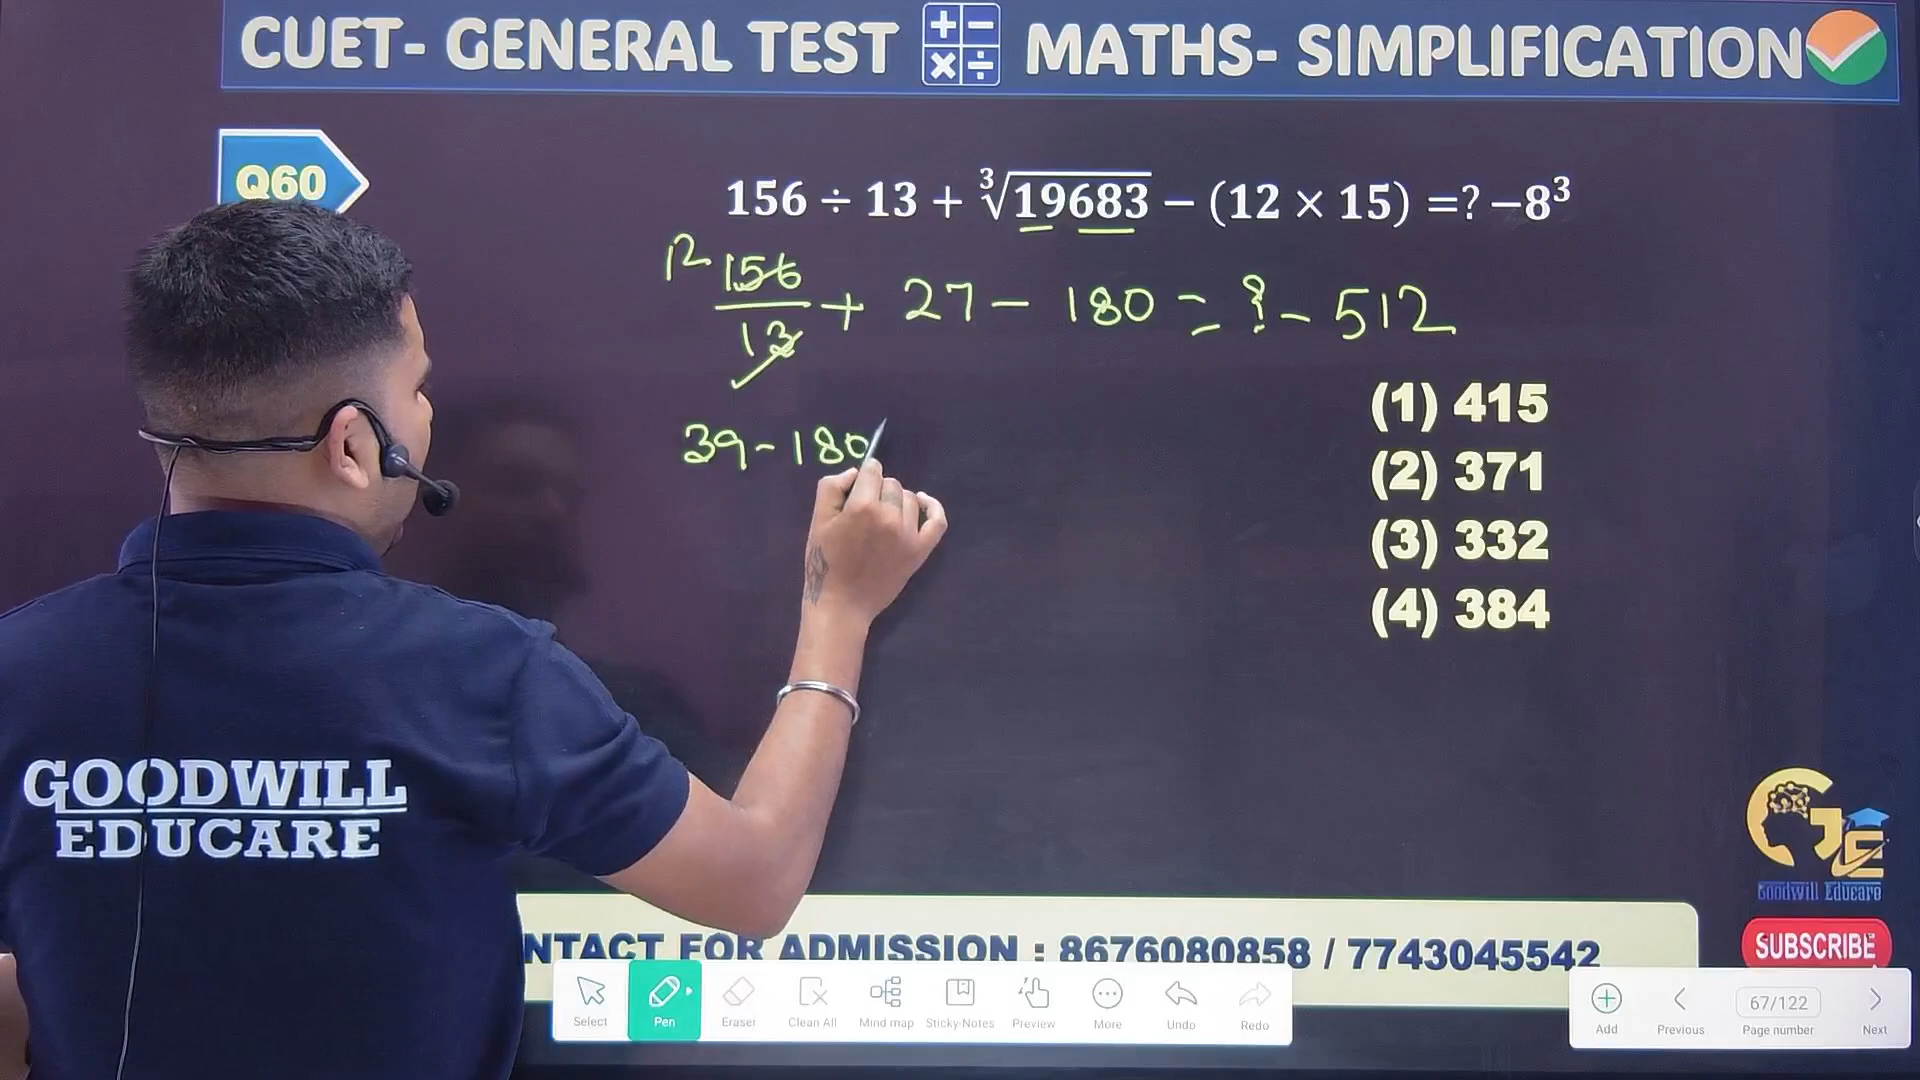 CUET- GENERAL TEST + − × ÷ MATHS- SIMPLIFICATION
Q60
156 ÷ 13 + ∛19683 − (12 × 15) =? −8³
12 156/13 + 27 − 180 = ? − 512
39 − 180
(1) 415
(2) 371
(3) 332
(4) 384
GOODWILL
EDUCARE
GE
Goodwill Educare
NTACT FOR ADMISSION : 8676080858 / 7743045542
SUBSCRIBE
Select Pen Eraser Clean All Mind map Sticky-Notes Preview More Undo Redo
Add Previous 67/122 Page number Next